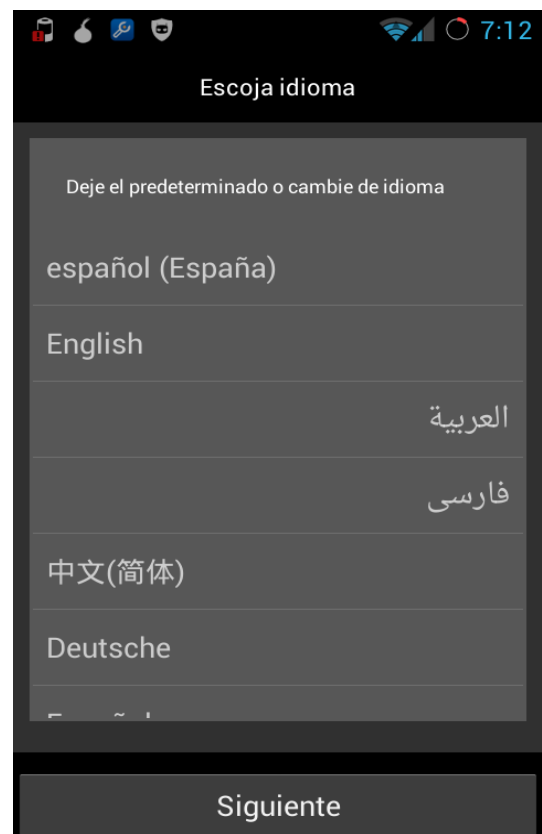 7:12
Escoja idioma
Deje el predeterminado o cambie de idioma
español (España)
English
العربية
فارسی
中文(简体)
Deutsche
Siguiente